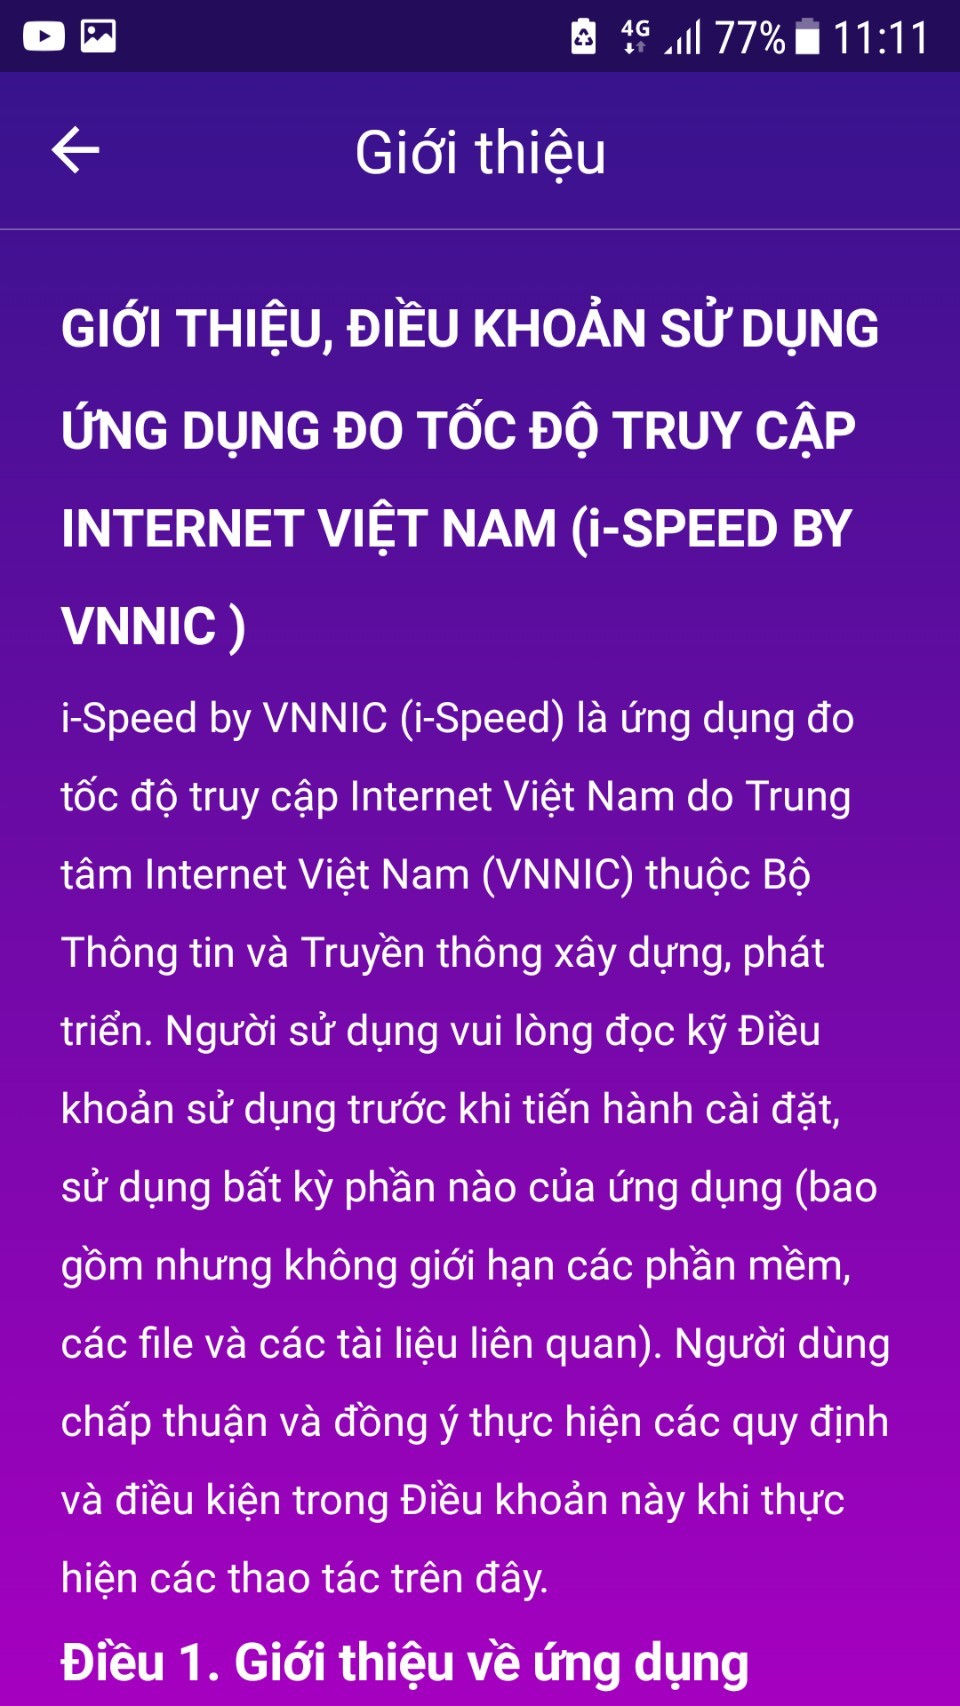 4G 77% 11:11
Giới thiệu
GIỚI THIỆU, ĐIỀU KHOẢN SỬ DỤNG
ỨNG DỤNG ĐO TỐC ĐỘ TRUY CẬP
INTERNET VIỆT NAM (i-SPEED BY
VNNIC )
i-Speed by VNNIC (i-Speed) là ứng dụng đo
tốc độ truy cập Internet Việt Nam do Trung
tâm Internet Việt Nam (VNNIC) thuộc Bộ
Thông tin và Truyền thông xây dựng, phát
triển. Người sử dụng vui lòng đọc kỹ Điều
khoản sử dụng trước khi tiến hành cài đặt,
sử dụng bất kỳ phần nào của ứng dụng (bao
gồm nhưng không giới hạn các phần mềm,
các file và các tài liệu liên quan). Người dùng
chấp thuận và đồng ý thực hiện các quy định
và điều kiện trong Điều khoản này khi thực
hiện các thao tác trên đây.
Điều 1. Giới thiệu về ứng dụng